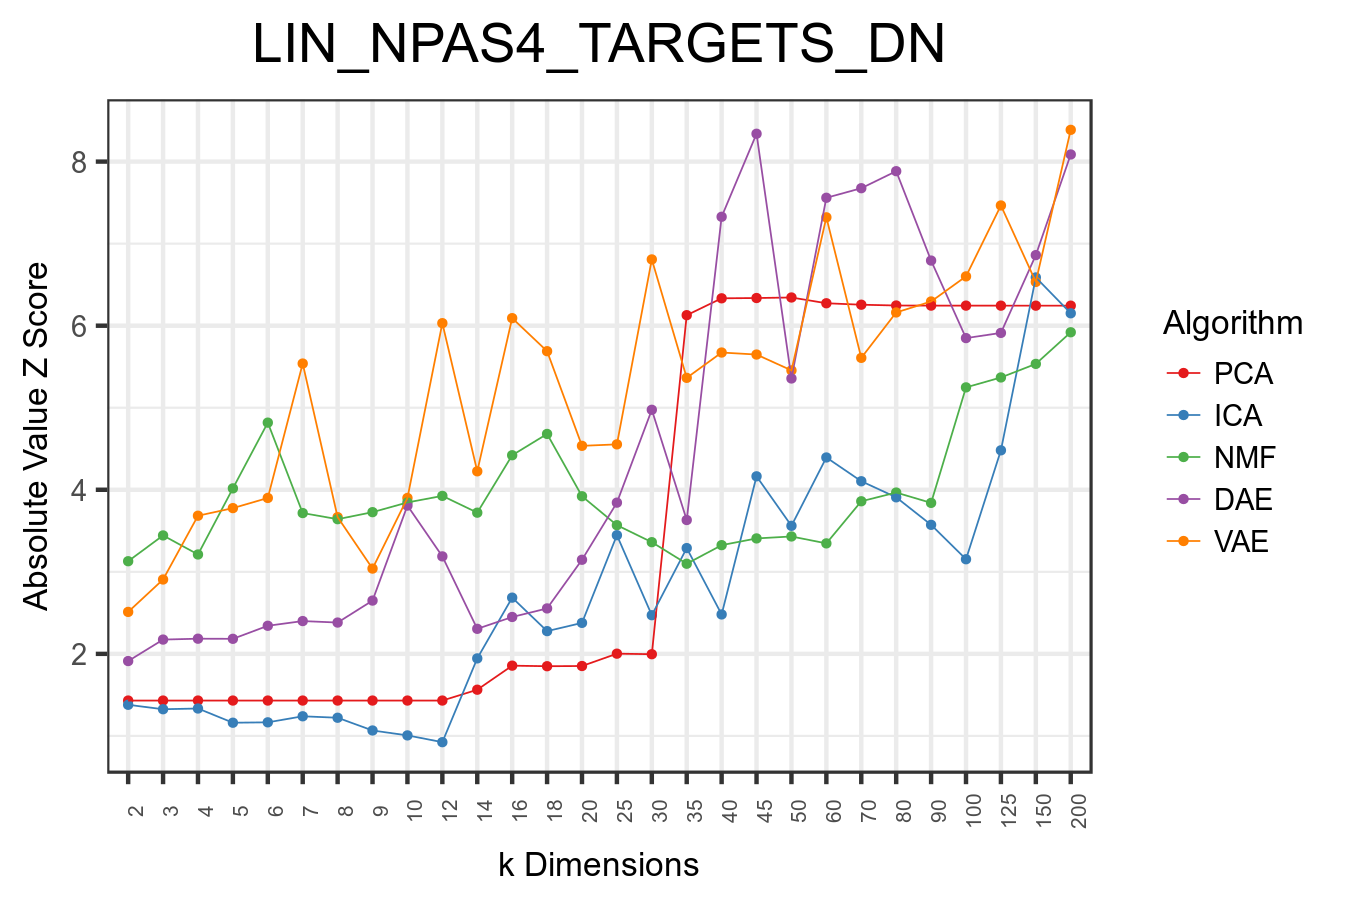 LIN_NPAS4_TARGETS_DN
Absolute Value Z Score
8
6
4
2
2 3 4 5 6 7 8 9 10 12 14 16 18 20 25 30 35 40 45 50 60 70 80 90 100 125 150 200
k Dimensions
Algorithm
PCA
ICA
NMF
DAE
VAE